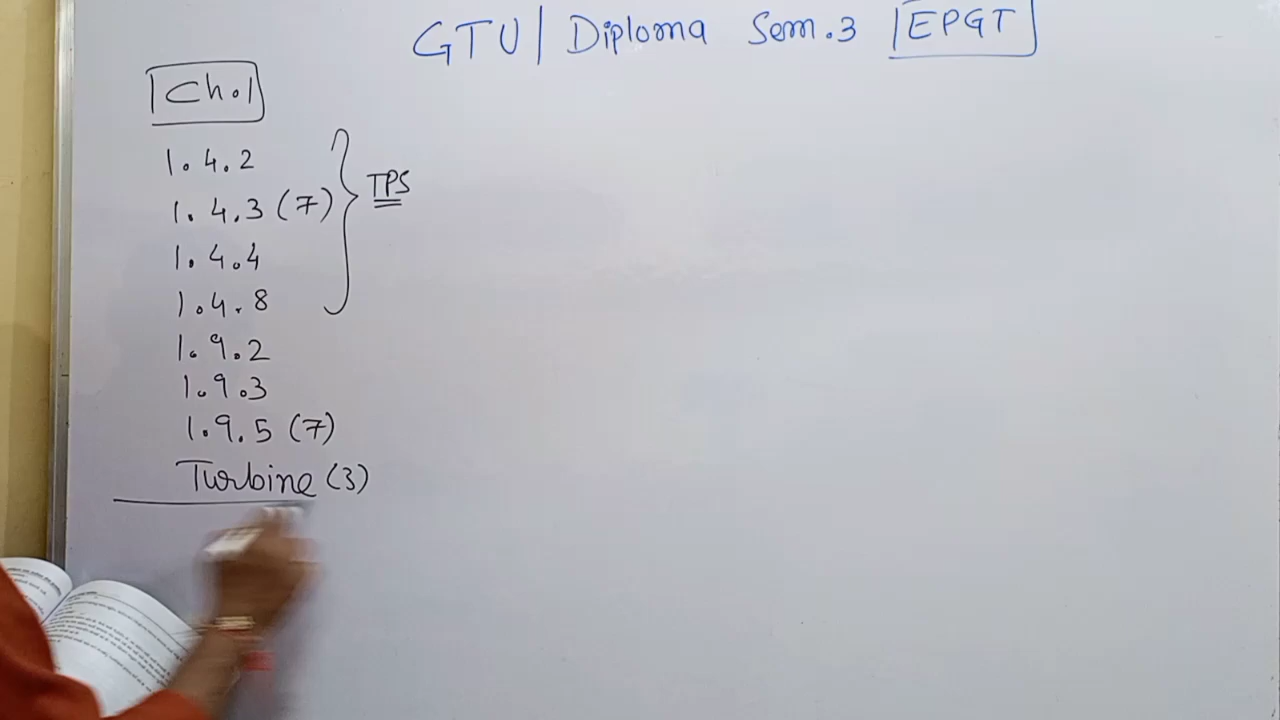 GTU | Diploma Sem.3 EPGT
Ch.1
1.4.2
1.4.3 (7)
TPS
1.4.4
1.4.8
1.9.2
1.9.3
1.9.5 (7)
Turbine (3)